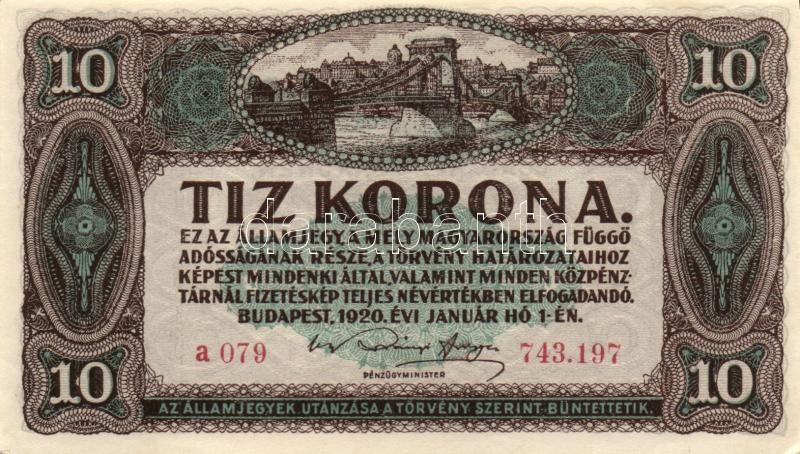 10 10
TIZ KORONA.
EZ AZ ÁLLAMJEGY, A MELY MAGYARORSZÁG FÜGGŐ
ADÓSSÁGÁNAK RÉSZE, A TÖRVÉNY HATÁROZATAIHOZ
KÉPEST MINDENKI ÁLTAL, VALAMINT MINDEN KÖZPÉNZ-
TÁRNÁL FIZETÉSKÉP TELJES NÉVÉRTÉKBEN ELFOGADANDÓ.
BUDAPEST, 1920. ÉVI JANUÁR HÓ 1-ÉN.
a 079 743.197
PÉNZÜGYMINISTER
10 10
AZ ÁLLAMJEGYEK UTÁNZÁSA A TÖRVÉNY SZERINT BÜNTETTETIK.
darabanth